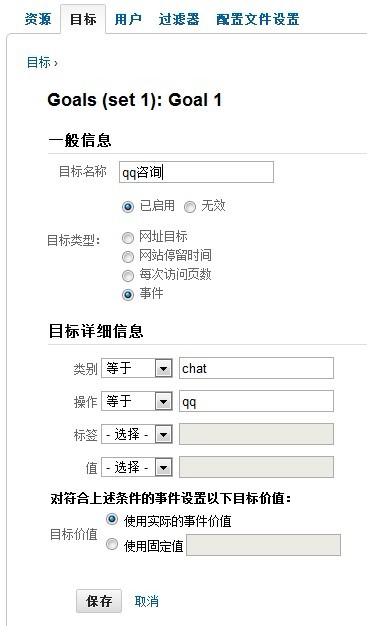 资源 目标 用户 过滤器 配置文件设置
目标 ›
Goals (set 1): Goal 1
一般信息
目标名称 qq咨询
已启用 无效
目标类型: 网址目标
网站停留时间
每次访问页数
事件
目标详细信息
类别 等于 chat
操作 等于 qq
标签 - 选择 -
值 - 选择 -
对符合上述条件的事件设置以下目标价值:
目标价值 使用实际的事件价值
使用固定值
保存 取消